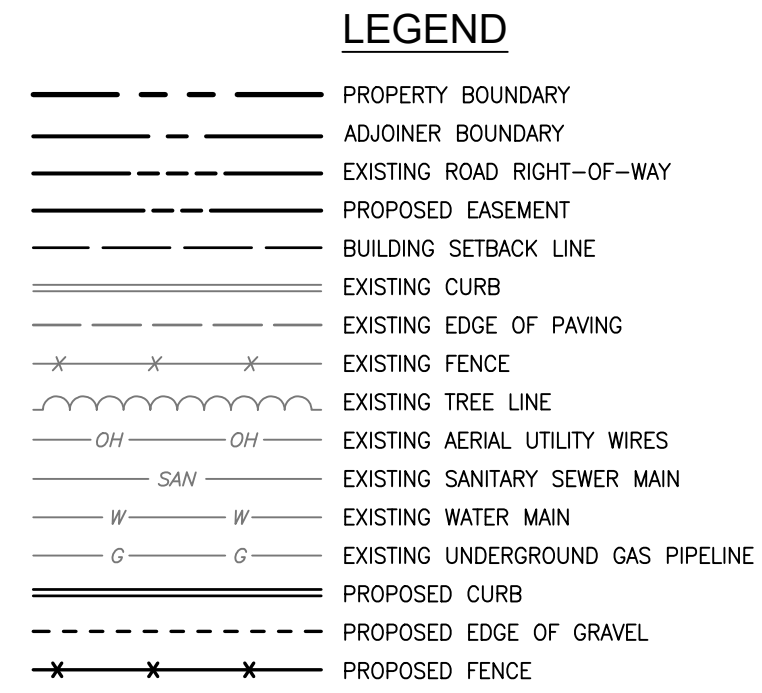 LEGEND
PROPERTY BOUNDARY
ADJOINER BOUNDARY
EXISTING ROAD RIGHT-OF-WAY
PROPOSED EASEMENT
BUILDING SETBACK LINE
EXISTING CURB
EXISTING EDGE OF PAVING
X X X EXISTING FENCE
EXISTING TREE LINE
OH OH EXISTING AERIAL UTILITY WIRES
SAN EXISTING SANITARY SEWER MAIN
W W EXISTING WATER MAIN
G G EXISTING UNDERGROUND GAS PIPELINE
PROPOSED CURB
PROPOSED EDGE OF GRAVEL
X X X PROPOSED FENCE